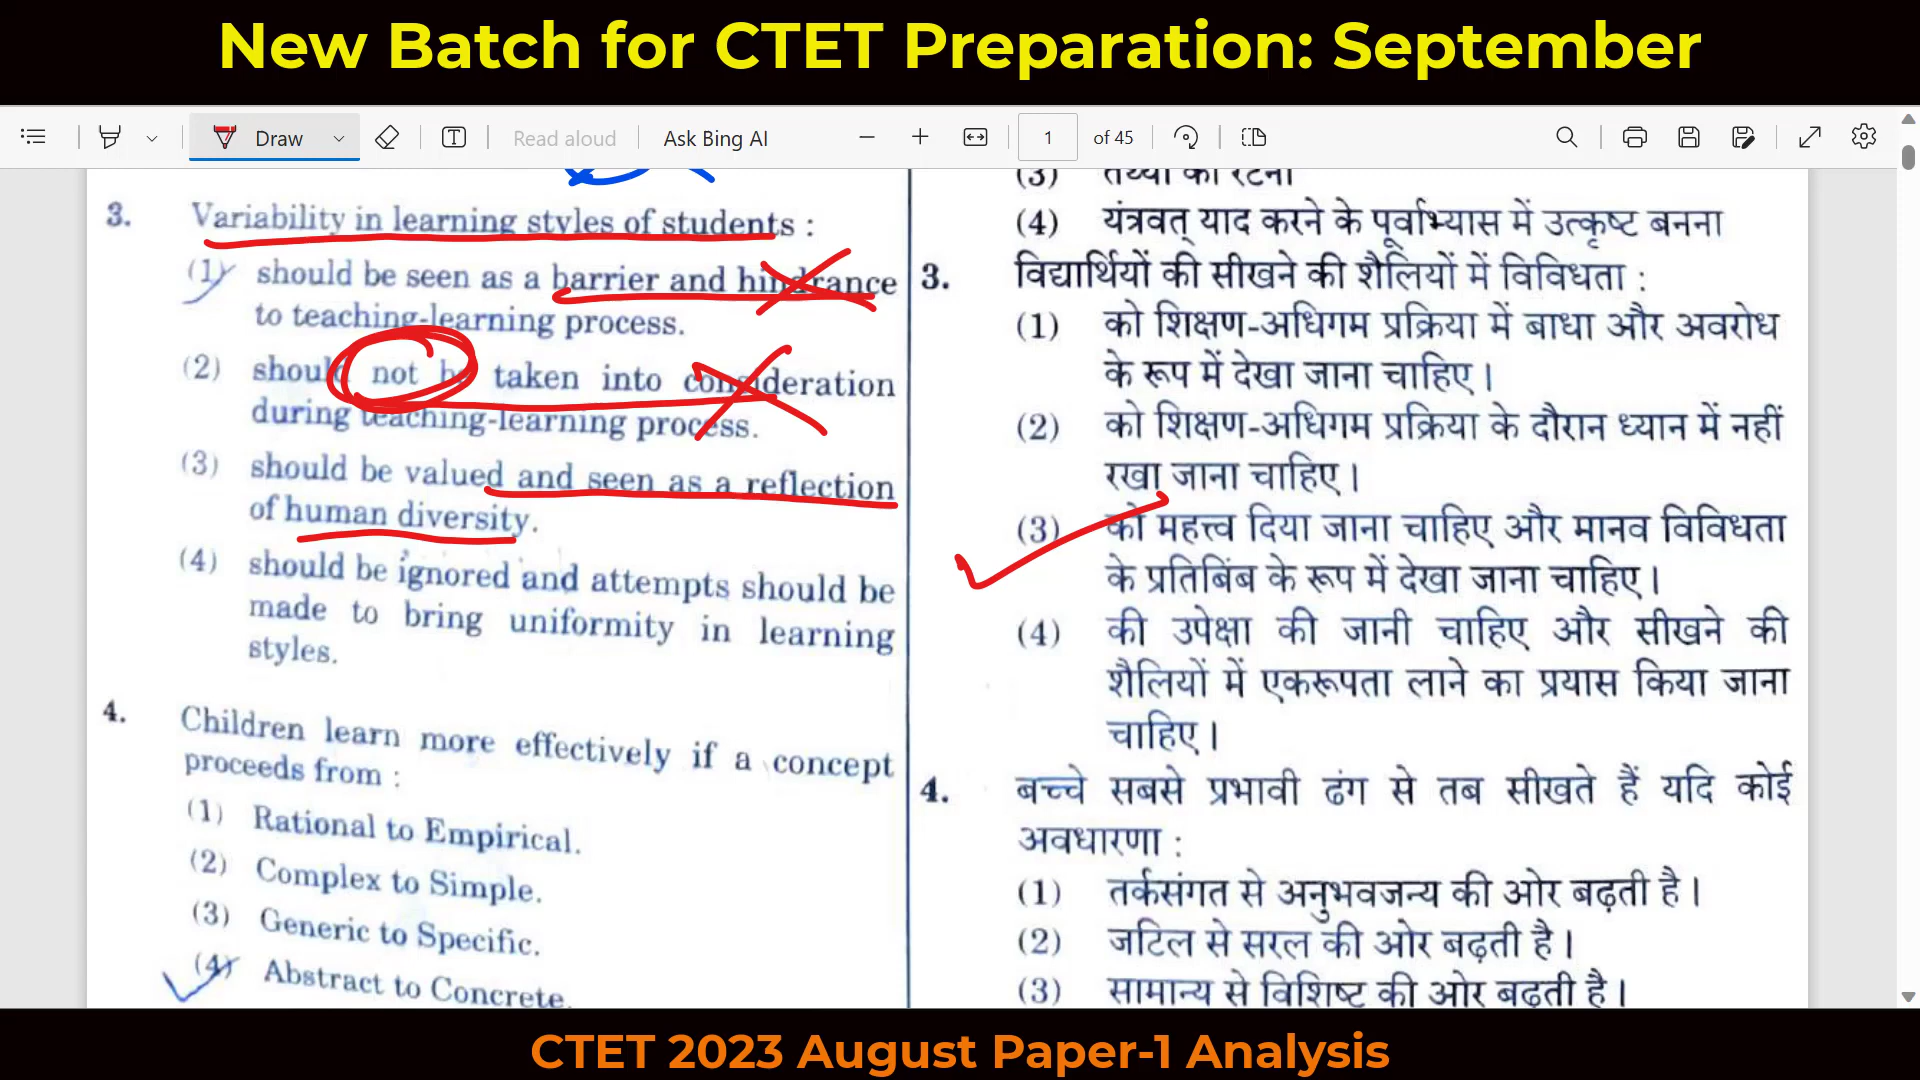 New Batch for CTET Preparation: September
Draw
Read aloud
Ask Bing AI
1
of 45
3. Variability in learning styles of students :
(1) should be seen as a barrier and hindrance
to teaching-learning process.
(2) should not be taken into consideration
during teaching-learning process.
(3) should be valued and seen as a reflection
of human diversity.
(4) should be ignored and attempts should be
made to bring uniformity in learning
styles.
4. Children learn more effectively if a concept
proceeds from :
(1) Rational to Empirical.
(2) Complex to Simple.
(3) Generic to Specific.
(4) Abstract to Concrete.
(3) तथ्यों को रटना
(4) यंत्रवत् याद करने के पूर्वाभ्यास में उत्कृष्ट बनना
3. विद्यार्थियों की सीखने की शैलियों में विविधता :
(1) को शिक्षण-अधिगम प्रक्रिया में बाधा और अवरोध
के रूप में देखा जाना चाहिए।
(2) को शिक्षण-अधिगम प्रक्रिया के दौरान ध्यान में नहीं
रखा जाना चाहिए।
(3) को महत्त्व दिया जाना चाहिए और मानव विविधता
के प्रतिबिंब के रूप में देखा जाना चाहिए।
(4) की उपेक्षा की जानी चाहिए और सीखने की
शैलियों में एकरूपता लाने का प्रयास किया जाना
चाहिए।
4. बच्चे सबसे प्रभावी ढंग से तब सीखते हैं यदि कोई
अवधारणा :
(1) तर्कसंगत से अनुभवजन्य की ओर बढ़ती है।
(2) जटिल से सरल की ओर बढ़ती है।
(3) सामान्य से विशिष्ट की ओर बढ़ती है।
CTET 2023 August Paper-1 Analysis